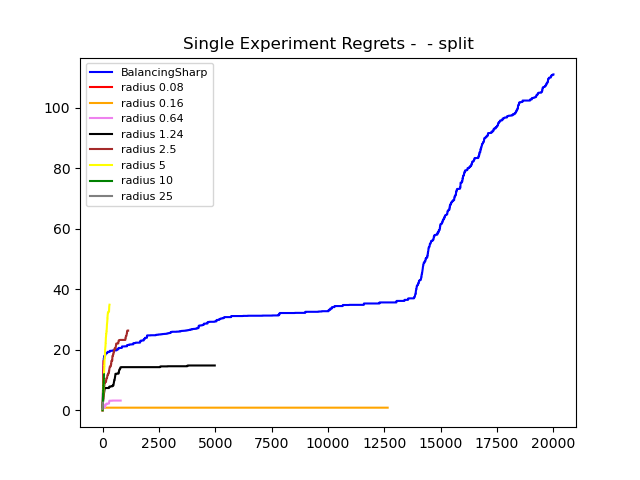 Single Experiment Regrets -  - split
BalancingSharp
radius 0.08
radius 0.16
radius 0.64
radius 1.24
radius 2.5
radius 5
radius 10
radius 25
100
80
60
40
20
0
0 2500 5000 7500 10000 12500 15000 17500 20000